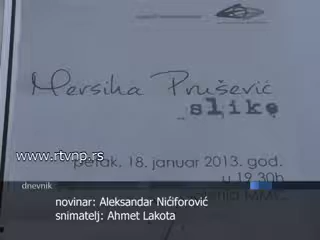 Mersiha Prušević
slike
www.rtvnp.rs
petak, 18. januar 2013. god.
u 19.30h
dnevnik
novinar: Aleksandar Nićiforović
snimatelj: Ahmet Lakota